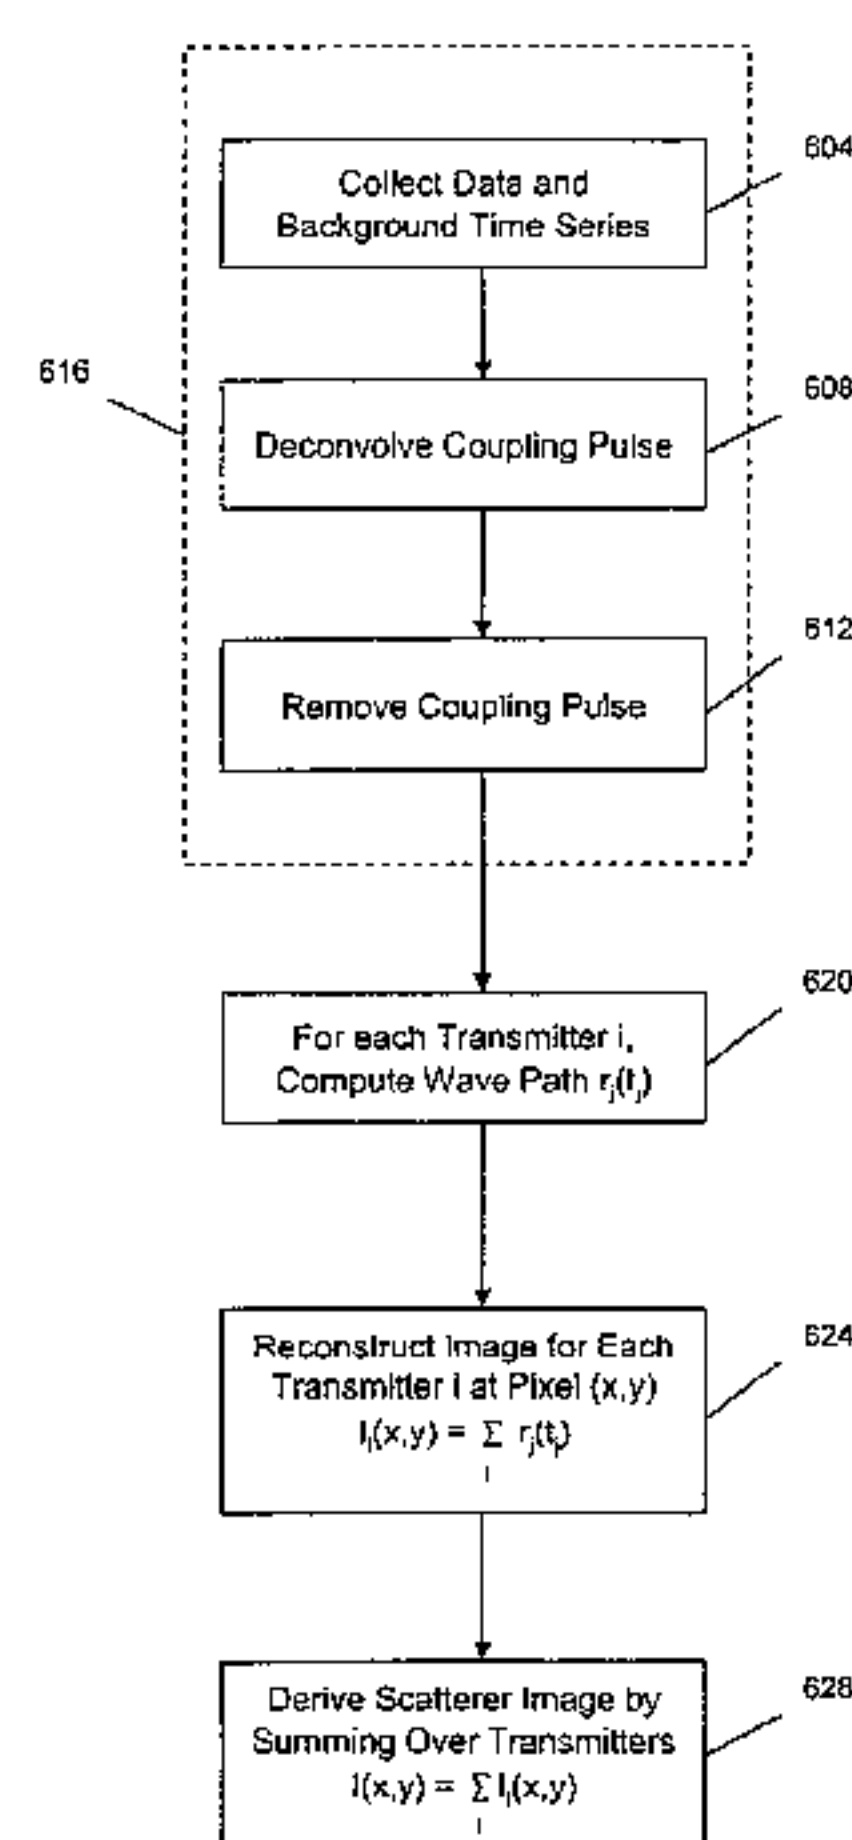 604
Collect Data and
Background Time Series
616
608
Deconvolve Coupling Pulse
612
Remove Coupling Pulse
620
For each Transmitter i,
Compute Wave Path rj(tj)
624
Reconstruct Image for Each
Transmitter i at Pixel (x,y)
Ii(x,y) = Σ rj(tj)
628
Derive Scatterer Image by
Summing Over Transmitters
I(x,y) = Σ Ii(x,y)